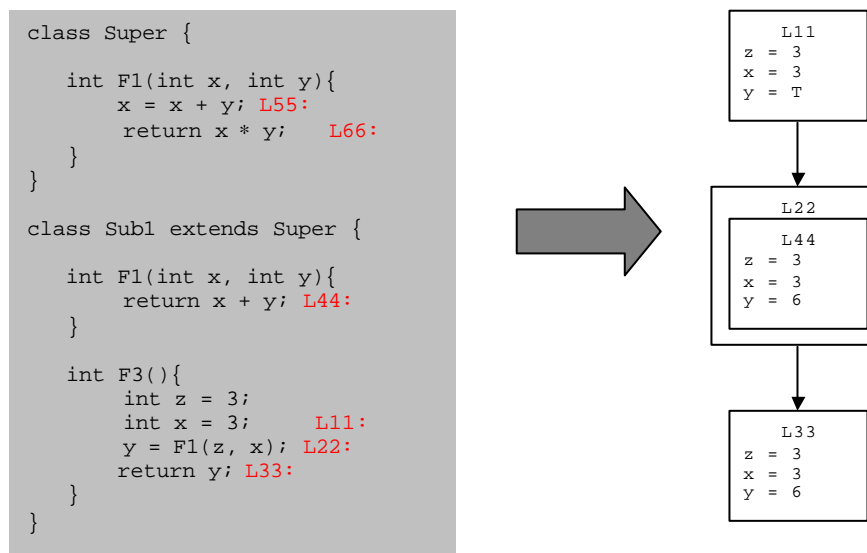 class Super {
int F1(int x, int y){
x = x + y; L55:
return x * y; L66:
}
}
class Sub1 extends Super {
int F1(int x, int y){
return x + y; L44:
}
int F3(){
int z = 3;
int x = 3; L11:
y = F1(z, x); L22:
return y; L33:
}
}
L11
z = 3
x = 3
y = T
L22
L44
z = 3
x = 3
y = 6
L33
z = 3
x = 3
y = 6